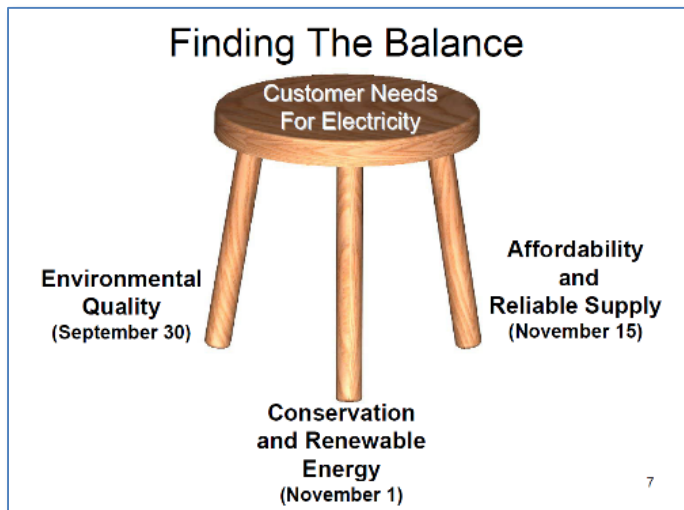 Finding The Balance
Customer Needs
For Electricity
Environmental
Quality
(September 30)
Affordability
and
Reliable Supply
(November 15)
Conservation
and Renewable
Energy
(November 1)
7